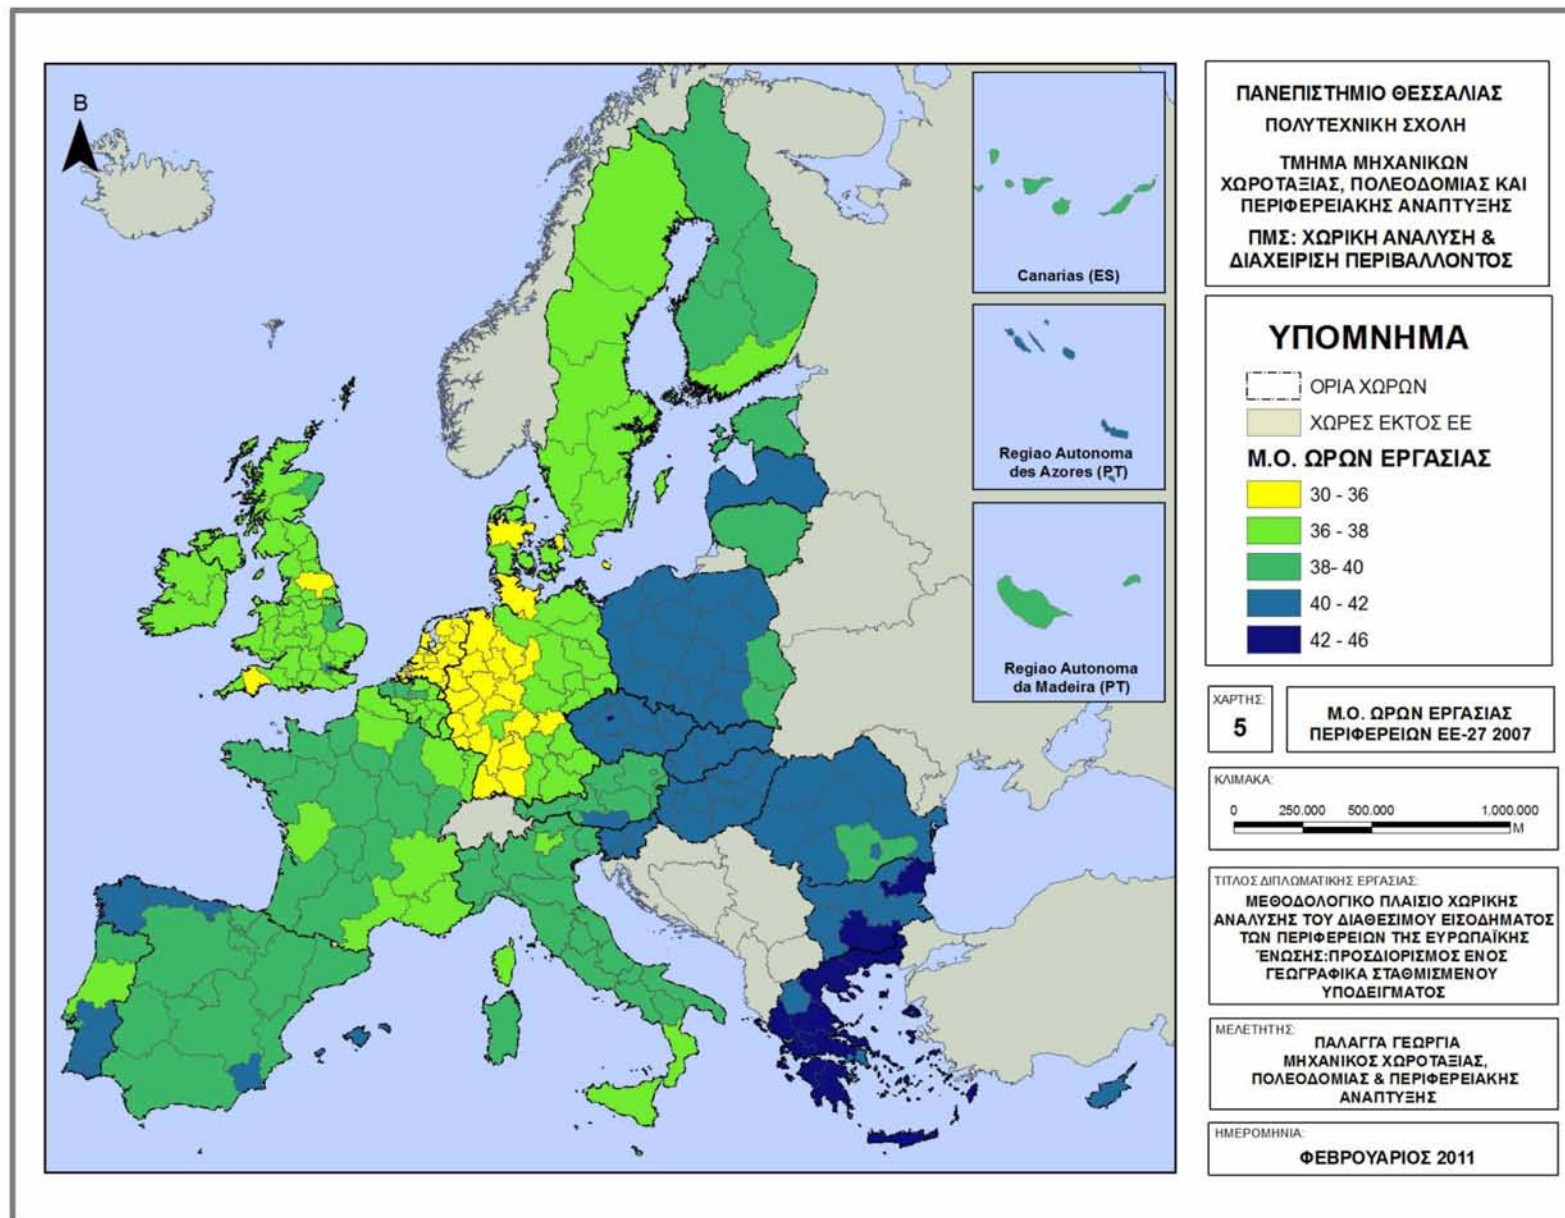 Β
Canarias (ES)
Regiao Autonoma
des Azores (PT)
Regiao Autonoma
da Madeira (PT)
ΠΑΝΕΠΙΣΤΗΜΙΟ ΘΕΣΣΑΛΙΑΣ
ΠΟΛΥΤΕΧΝΙΚΗ ΣΧΟΛΗ
ΤΜΗΜΑ ΜΗΧΑΝΙΚΩΝ
ΧΩΡΟΤΑΞΙΑΣ, ΠΟΛΕΟΔΟΜΙΑΣ ΚΑΙ
ΠΕΡΙΦΕΡΕΙΑΚΗΣ ΑΝΑΠΤΥΞΗΣ
ΠΜΣ: ΧΩΡΙΚΗ ΑΝΑΛΥΣΗ &
ΔΙΑΧΕΙΡΙΣΗ ΠΕΡΙΒΑΛΛΟΝΤΟΣ
ΥΠΟΜΝΗΜΑ
ΟΡΙΑ ΧΩΡΩΝ
ΧΩΡΕΣ ΕΚΤΟΣ ΕΕ
Μ.Ο. ΩΡΩΝ ΕΡΓΑΣΙΑΣ
30 - 36
36 - 38
38- 40
40 - 42
42 - 46
ΧΑΡΤΗΣ:
5
Μ.Ο. ΩΡΩΝ ΕΡΓΑΣΙΑΣ
ΠΕΡΙΦΕΡΕΙΩΝ ΕΕ-27 2007
ΚΛΙΜΑΚΑ:
0 250.000 500.000 1.000.000
M
ΤΙΤΛΟΣ ΔΙΠΛΩΜΑΤΙΚΗΣ ΕΡΓΑΣΙΑΣ:
ΜΕΘΟΔΟΛΟΓΙΚΟ ΠΛΑΙΣΙΟ ΧΩΡΙΚΗΣ
ΑΝΑΛΥΣΗΣ ΤΟΥ ΔΙΑΘΕΣΙΜΟΥ ΕΙΣΟΔΗΜΑΤΟΣ
ΤΩΝ ΠΕΡΙΦΕΡΕΙΩΝ ΤΗΣ ΕΥΡΩΠΑΪΚΗΣ
ΈΝΩΣΗΣ:ΠΡΟΣΔΙΟΡΙΣΜΟΣ ΕΝΟΣ
ΓΕΩΓΡΑΦΙΚΑ ΣΤΑΘΜΙΣΜΕΝΟΥ
ΥΠΟΔΕΙΓΜΑΤΟΣ
ΜΕΛΕΤΗΤΗΣ:
ΠΑΛΑΓΓΑ ΓΕΩΡΓΙΑ
ΜΗΧΑΝΙΚΟΣ ΧΩΡΟΤΑΞΙΑΣ,
ΠΟΛΕΟΔΟΜΙΑΣ & ΠΕΡΙΦΕΡΕΙΑΚΗΣ
ΑΝΑΠΤΥΞΗΣ
ΗΜΕΡΟΜΗΝΙΑ:
ΦΕΒΡΟΥΑΡΙΟΣ 2011